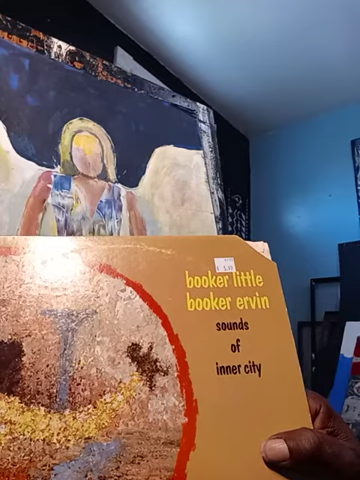 booker little
booker ervin
sounds
of
inner city